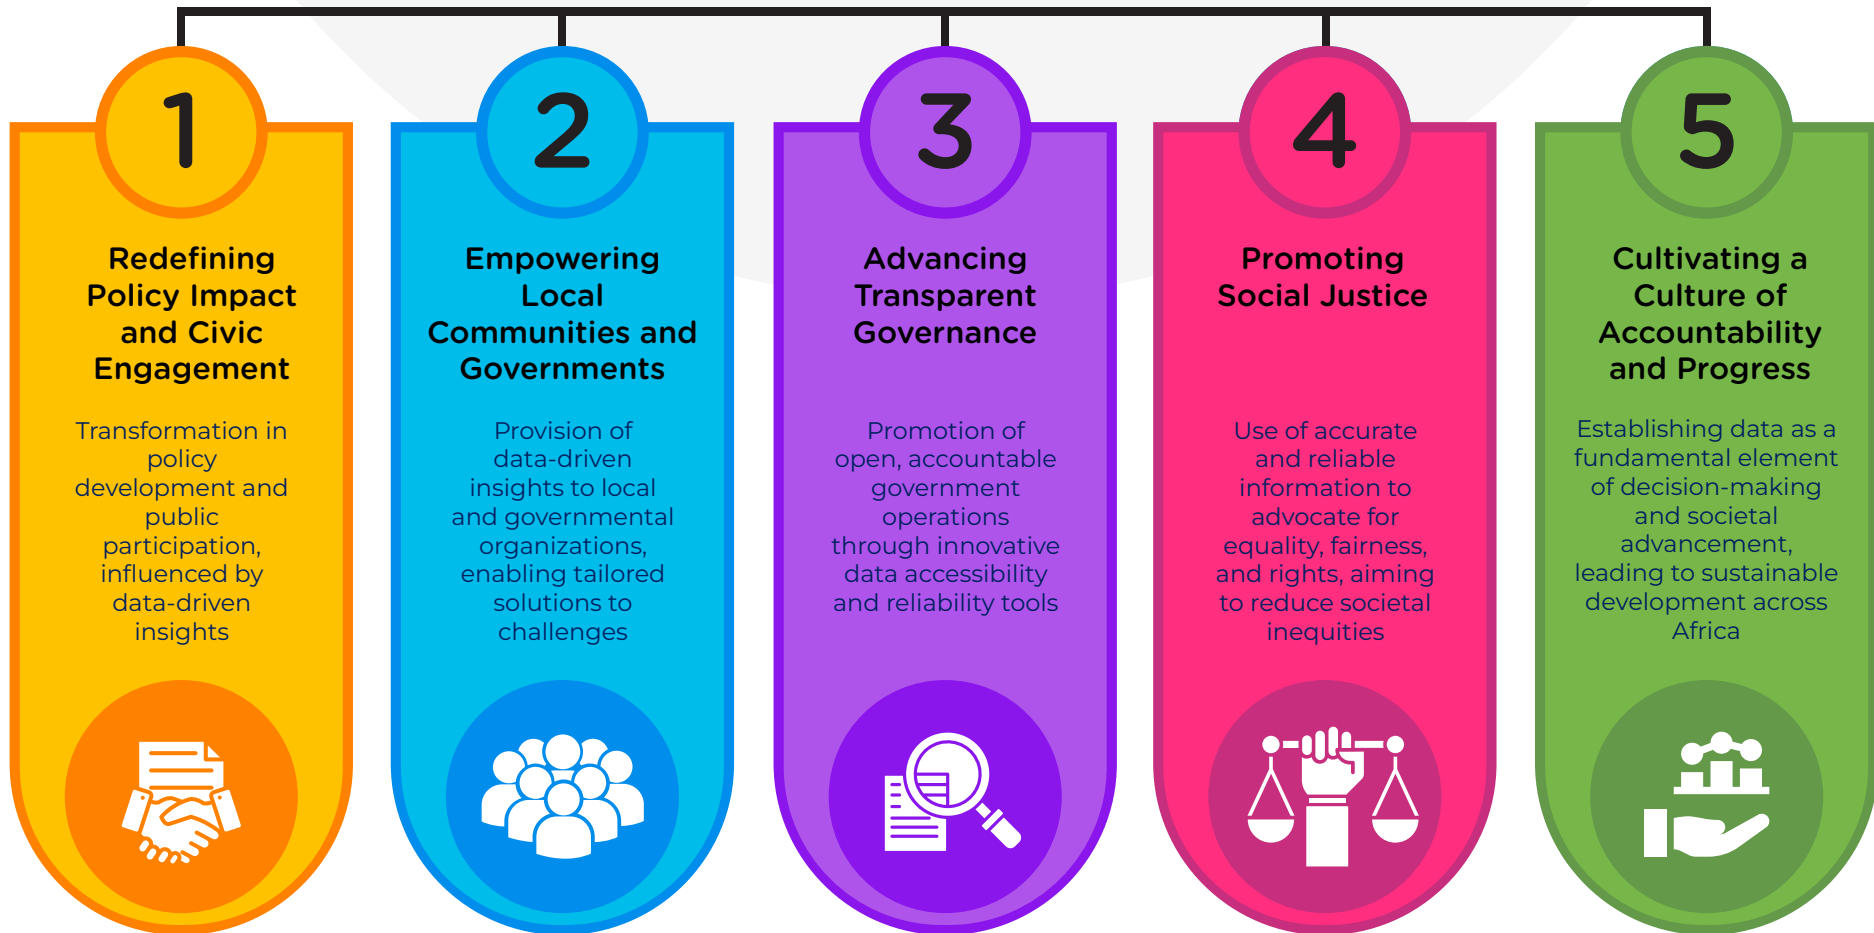 1
Redefining
Policy Impact
and Civic
Engagement
Transformation in
policy
development and
public
participation,
influenced by
data-driven
insights
2
Empowering
Local
Communities and
Governments
Provision of
data-driven
insights to local
and governmental
organizations,
enabling tailored
solutions to
challenges
3
Advancing
Transparent
Governance
Promotion of
open, accountable
government
operations
through innovative
data accessibility
and reliability tools
4
Promoting
Social Justice
Use of accurate
and reliable
information to
advocate for
equality, fairness,
and rights, aiming
to reduce societal
inequities
5
Cultivating a
Culture of
Accountability
and Progress
Establishing data as a
fundamental element
of decision-making
and societal
advancement,
leading to sustainable
development across
Africa